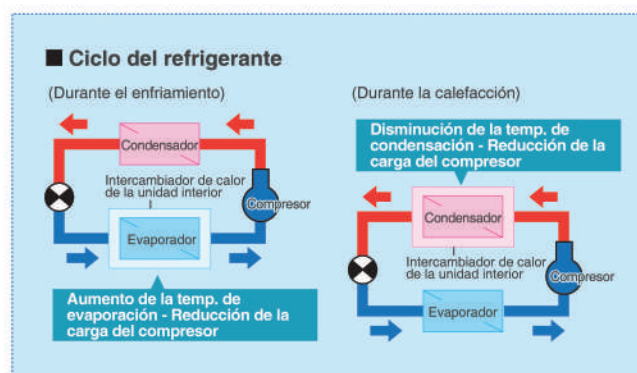 ■ Ciclo del refrigerante
(Durante el enfriamiento)
Condensador
Intercambiador de calor
de la unidad interior
Compresor
Evaporador
Aumento de la temp. de
evaporación - Reducción de la
carga del compresor
(Durante la calefacción)
Disminución de la temp. de
condensación - Reducción de la
carga del compresor
Condensador
Intercambiador de calor
de la unidad interior
Compresor
Evaporador